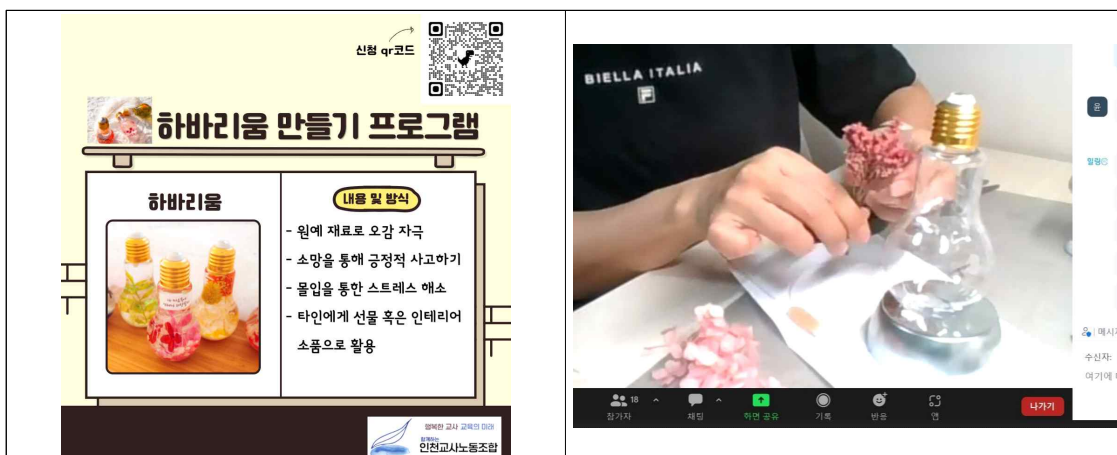 신청 qr코드
하바리움 만들기 프로그램
하바리움
내용 및 방식
- 원예 재료로 오감 자극
- 소망을 통해 긍정적 사고하기
- 몰입을 통한 스트레스 해소
- 타인에게 선물 혹은 인테리어
소품으로 활용
행복한 교사 교육의 미래
함께하는
인천교사노동조합
BIELLA ITALIA
F
윤
수신자:
여기에
18
참가자
채팅
화면 공유
기록
반응
앱
나가기